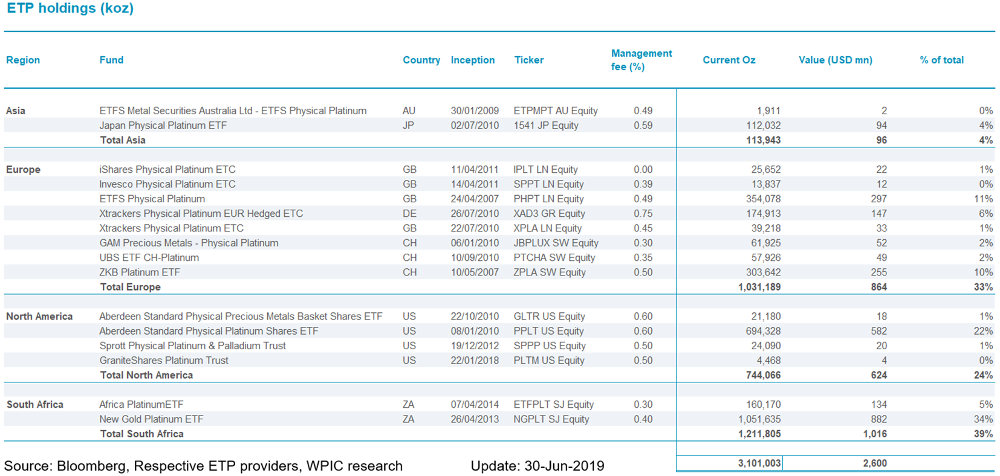 ETP holdings (koz)
Region Fund Country Inception Ticker Management fee (%) Current Oz Value (USD mn) % of total
Asia ETFS Metal Securities Australia Ltd - ETFS Physical Platinum AU 30/01/2009 ETPMPT AU Equity 0.49 1,911 2 0%
Japan Physical Platinum ETF JP 02/07/2010 1541 JP Equity 0.59 112,032 94 4%
Total Asia 113,943 96 4%
Europe iShares Physical Platinum ETC GB 11/04/2011 IPLT LN Equity 0.00 25,652 22 1%
Invesco Physical Platinum ETC GB 14/04/2011 SPPT LN Equity 0.39 13,837 12 0%
ETFS Physical Platinum GB 24/04/2007 PHPT LN Equity 0.49 354,078 297 11%
Xtrackers Physical Platinum EUR Hedged ETC DE 26/07/2010 XAD3 GR Equity 0.75 174,913 147 6%
Xtrackers Physical Platinum ETC GB 22/07/2010 XPLA LN Equity 0.45 39,218 33 1%
GAM Precious Metals - Physical Platinum CH 06/01/2010 JBPLUX SW Equity 0.30 61,925 52 2%
UBS ETF CH-Platinum CH 10/09/2010 PTCHA SW Equity 0.35 57,926 49 2%
ZKB Platinum ETF CH 10/05/2007 ZPLA SW Equity 0.50 303,642 255 10%
Total Europe 1,031,189 864 33%
North America Aberdeen Standard Physical Precious Metals Basket Shares ETF US 22/10/2010 GLTR US Equity 0.60 21,180 18 1%
Aberdeen Standard Physical Platinum Shares ETF US 08/01/2010 PPLT US Equity 0.60 694,328 582 22%
Sprott Physical Platinum & Palladium Trust US 19/12/2012 SPPP US Equity 0.50 24,090 20 1%
GraniteShares Platinum Trust US 22/01/2018 PLTM US Equity 0.50 4,468 4 0%
Total North America 744,066 624 24%
South Africa Africa PlatinumETF ZA 07/04/2014 ETFPLT SJ Equity 0.30 160,170 134 5%
New Gold Platinum ETF ZA 26/04/2013 NGPLT SJ Equity 0.40 1,051,635 882 34%
Total South Africa 1,211,805 1,016 39%
Source: Bloomberg, Respective ETP providers, WPIC research Update: 30-Jun-2019 3,101,003 2,600